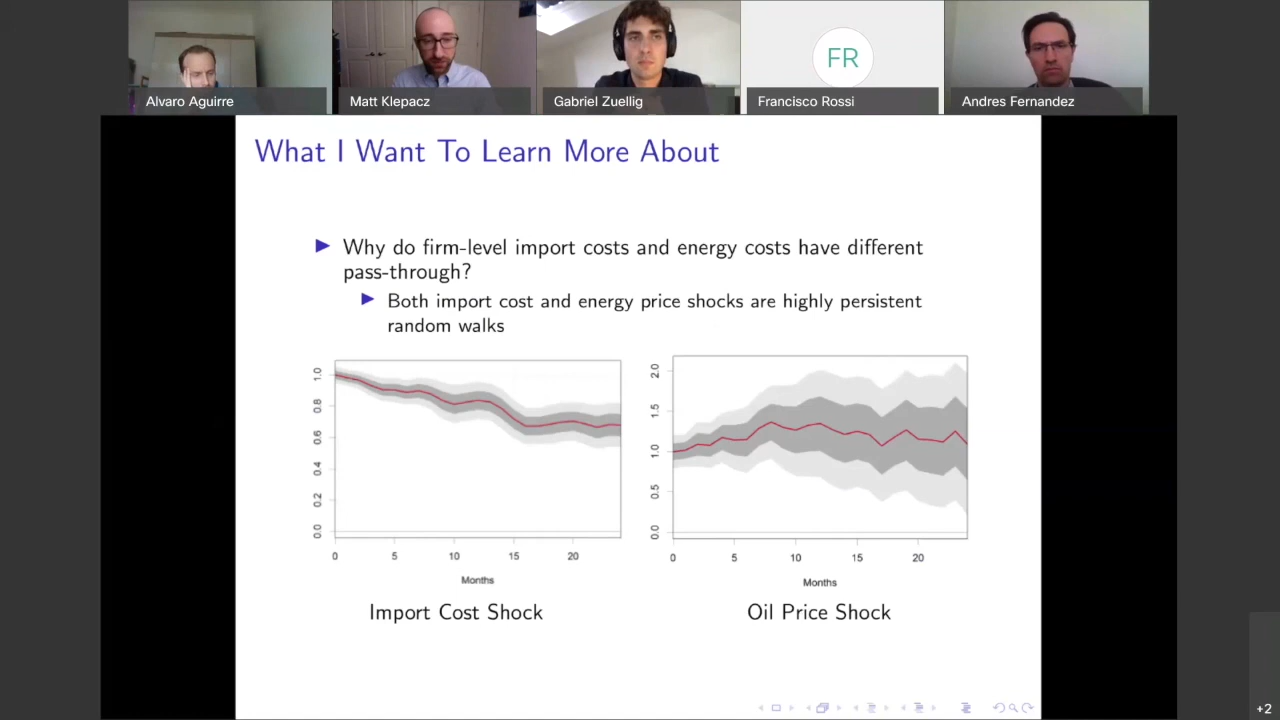 Alvaro Aguirre
Matt Klepacz
Gabriel Zuellig
FR
Francisco Rossi
Andres Fernandez
What I Want To Learn More About
Why do firm-level import costs and energy costs have different
pass-through?
Both import cost and energy price shocks are highly persistent
random walks
1.0
0.8
0.6
0.4
0.2
0.0
0 5 10 15 20
Months
Import Cost Shock
2.0
1.5
1.0
0.5
0.0
0 5 10 15 20
Months
Oil Price Shock
+2